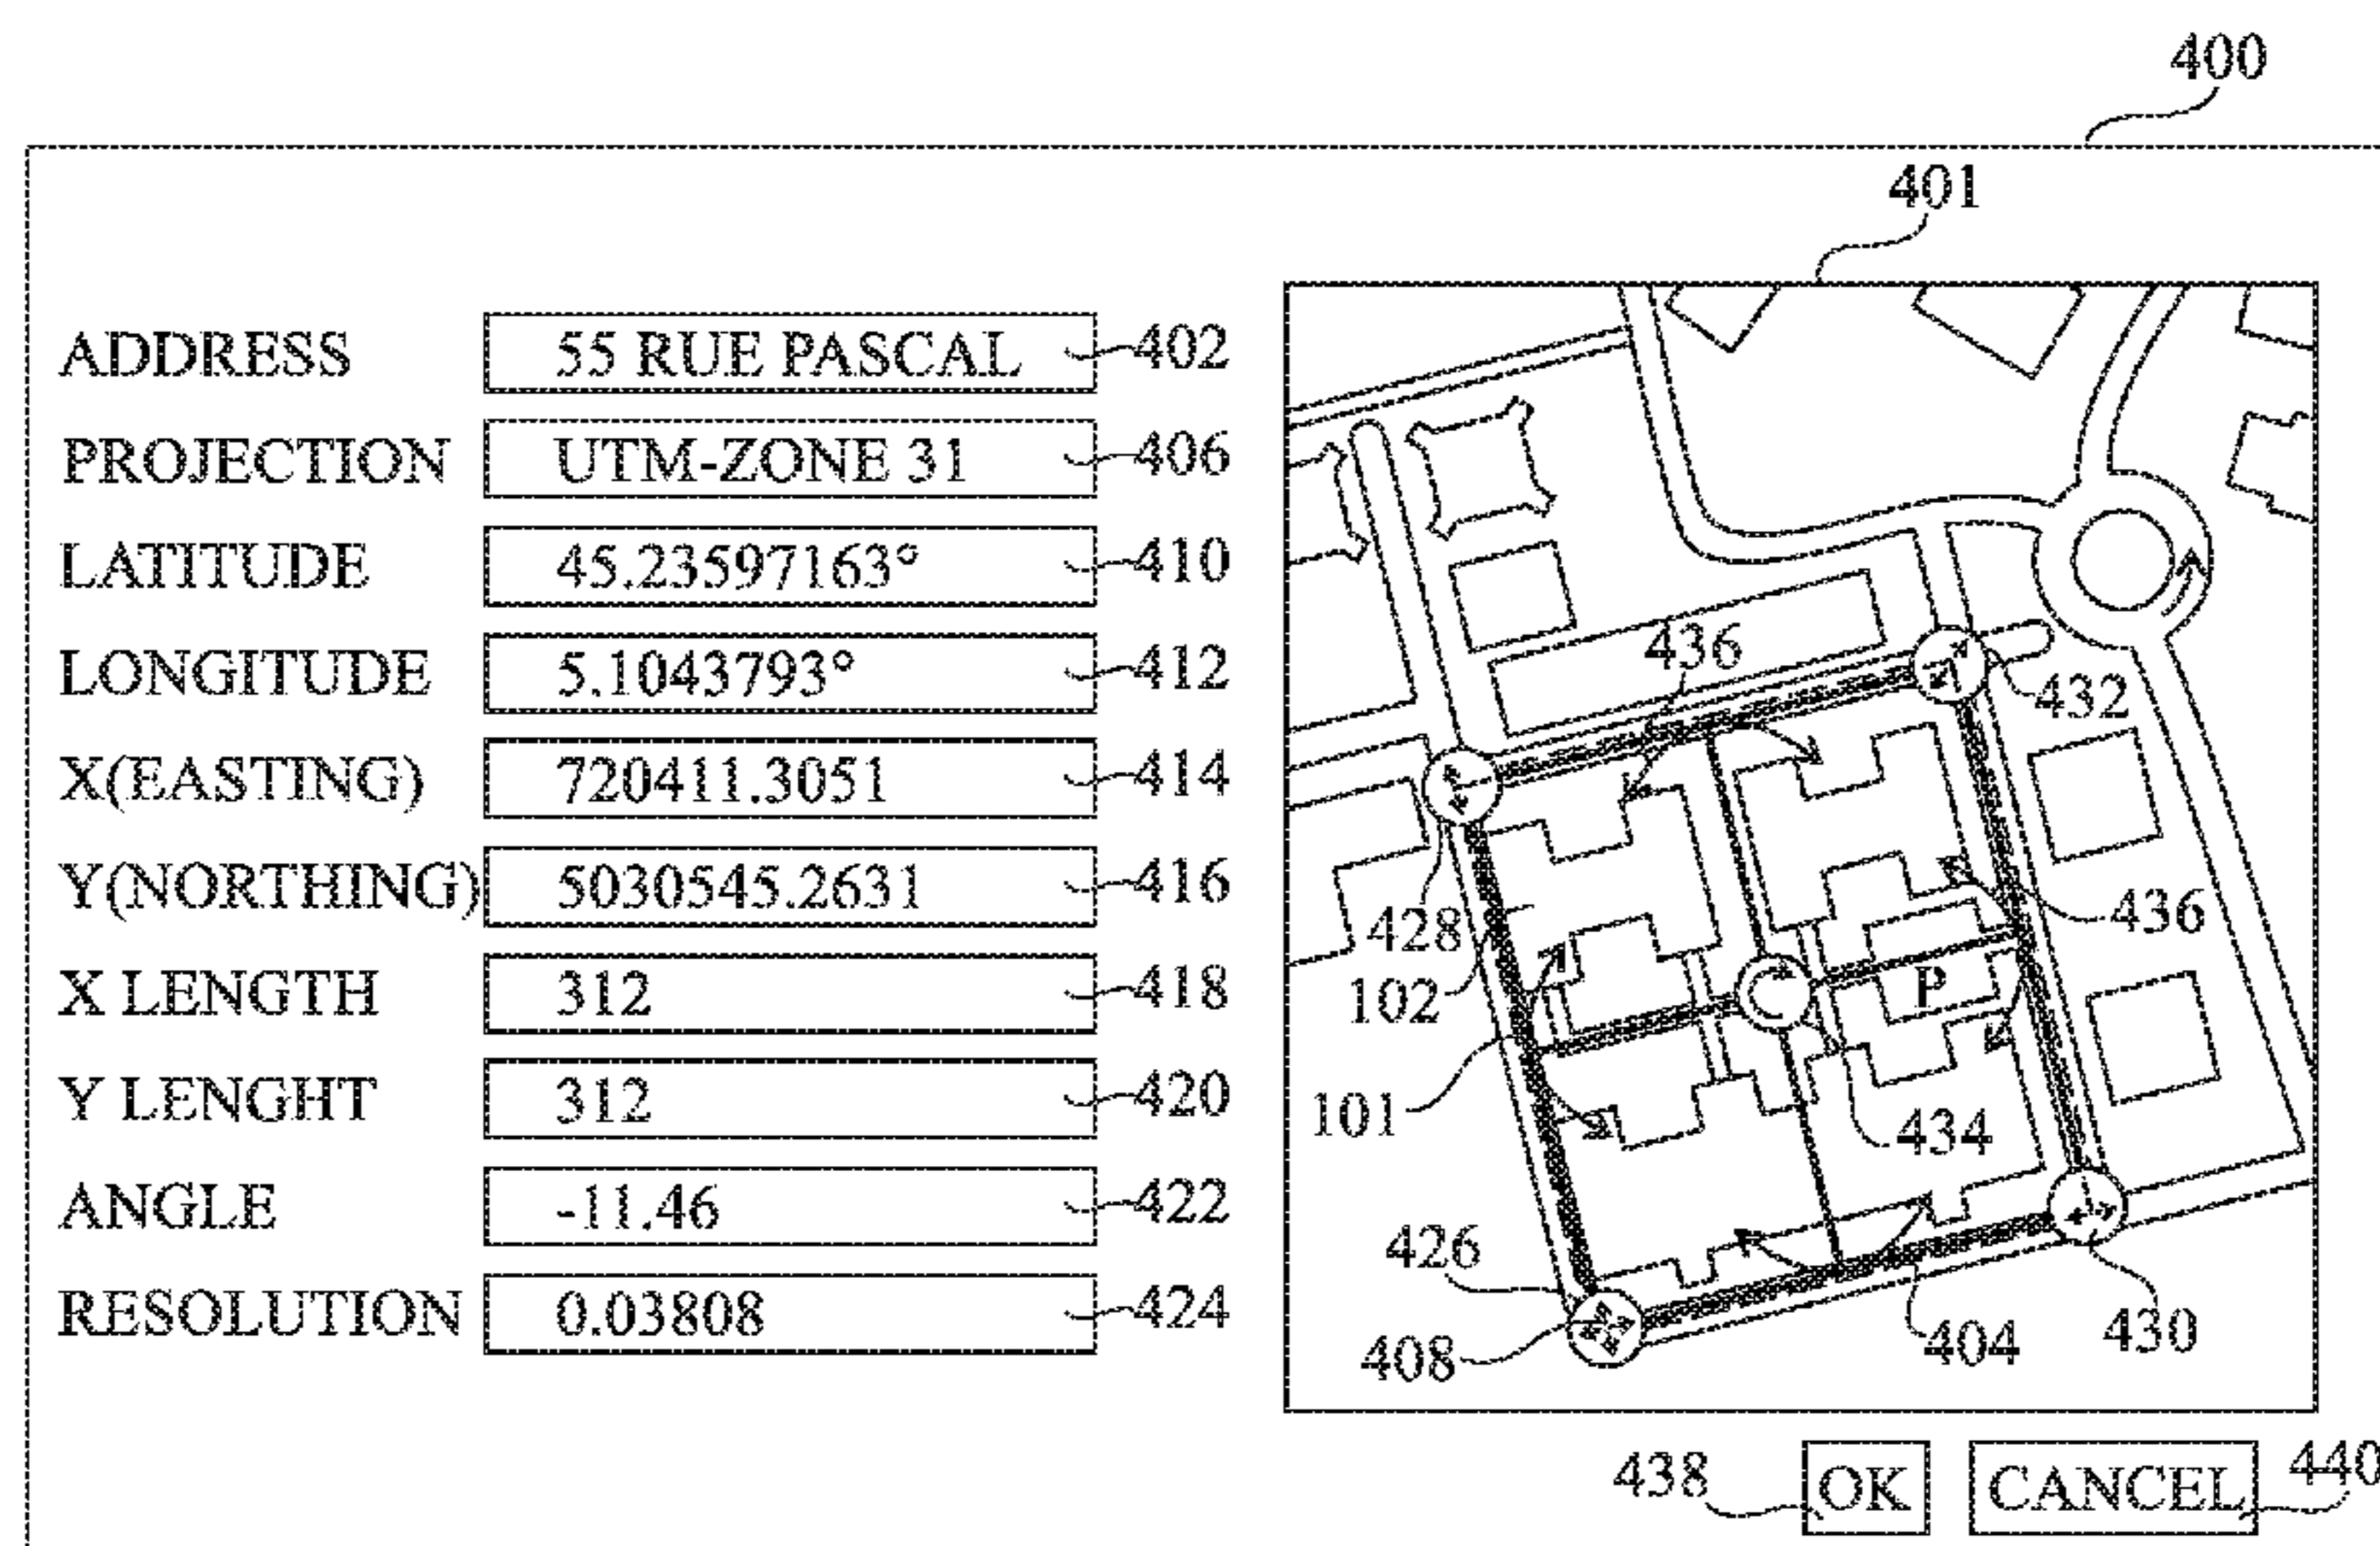 400
401
ADDRESS 55 RUE PASCAL 402
PROJECTION UTM-ZONE 31 406
LATITUDE 45.23597163° 410
LONGITUDE 5.1043793° 412
X(EASTING) 720411.3051 414
Y(NORTHING) 5030545.2631 416
X LENGTH 312 418
Y LENGHT 312 420
ANGLE -11.46 422
RESOLUTION 0.03808 424
436
432
428
436
102
P
101
434
426
408
404
430
438 OK CANCEL 440